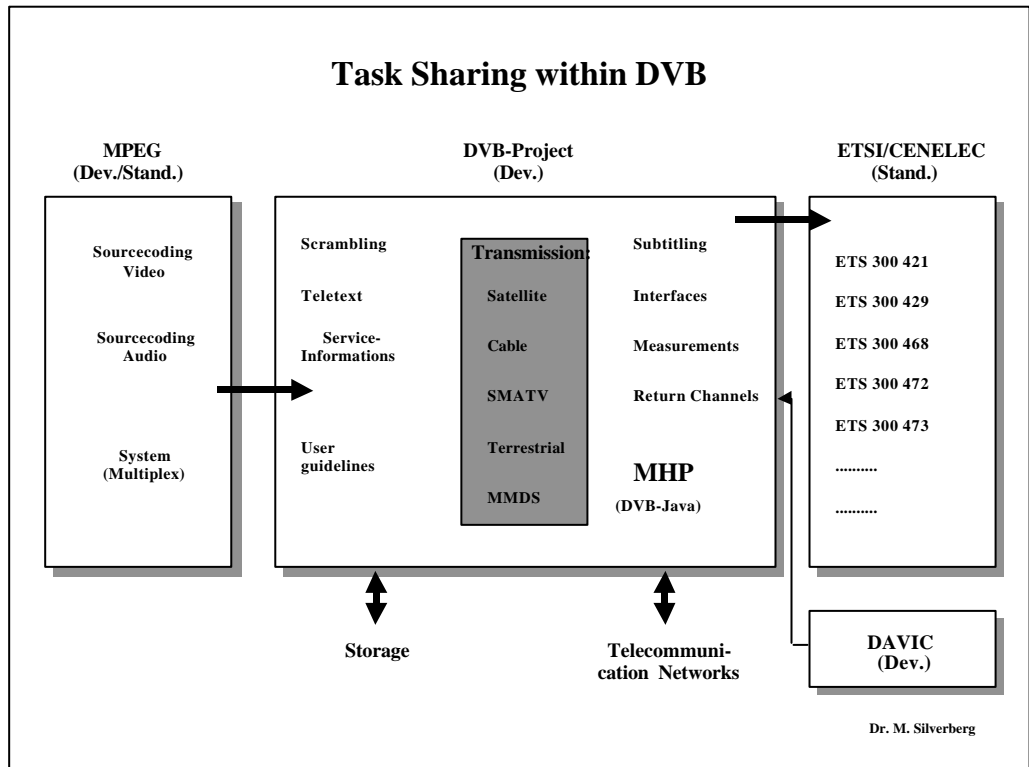 Task Sharing within DVB
MPEG
(Dev./Stand.)
DVB-Project
(Dev.)
ETSI/CENELEC
(Stand.)
Sourcecoding
Video
Sourcecoding
Audio
System
(Multiplex)
Scrambling
Teletext
Service-
Informations
User
guidelines
Transmission:
Satellite
Cable
SMATV
Terrestrial
MMDS
Subtitling
Interfaces
Measurements
Return Channels
MHP
(DVB-Java)
ETS 300 421
ETS 300 429
ETS 300 468
ETS 300 472
ETS 300 473
..........
..........
Storage
Telecommuni-
cation Networks
DAVIC
(Dev.)
Dr. M. Silverberg